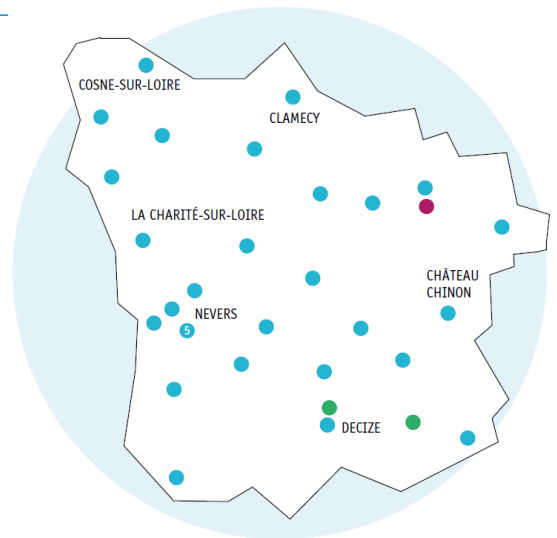 COSNE-SUR-LOIRE
CLAMECY
LA CHARITÉ-SUR-LOIRE
CHÂTEAU
CHINON
NEVERS
5
DECIZE